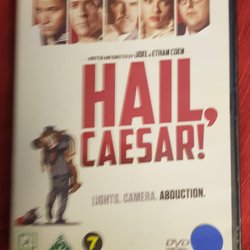 WRITTEN AND DIRECTED BY JOEL & ETHAN COEN
HAIL,
CAESAR!
LIGHTS. CAMERA. ABDUCTION.
7
DVD